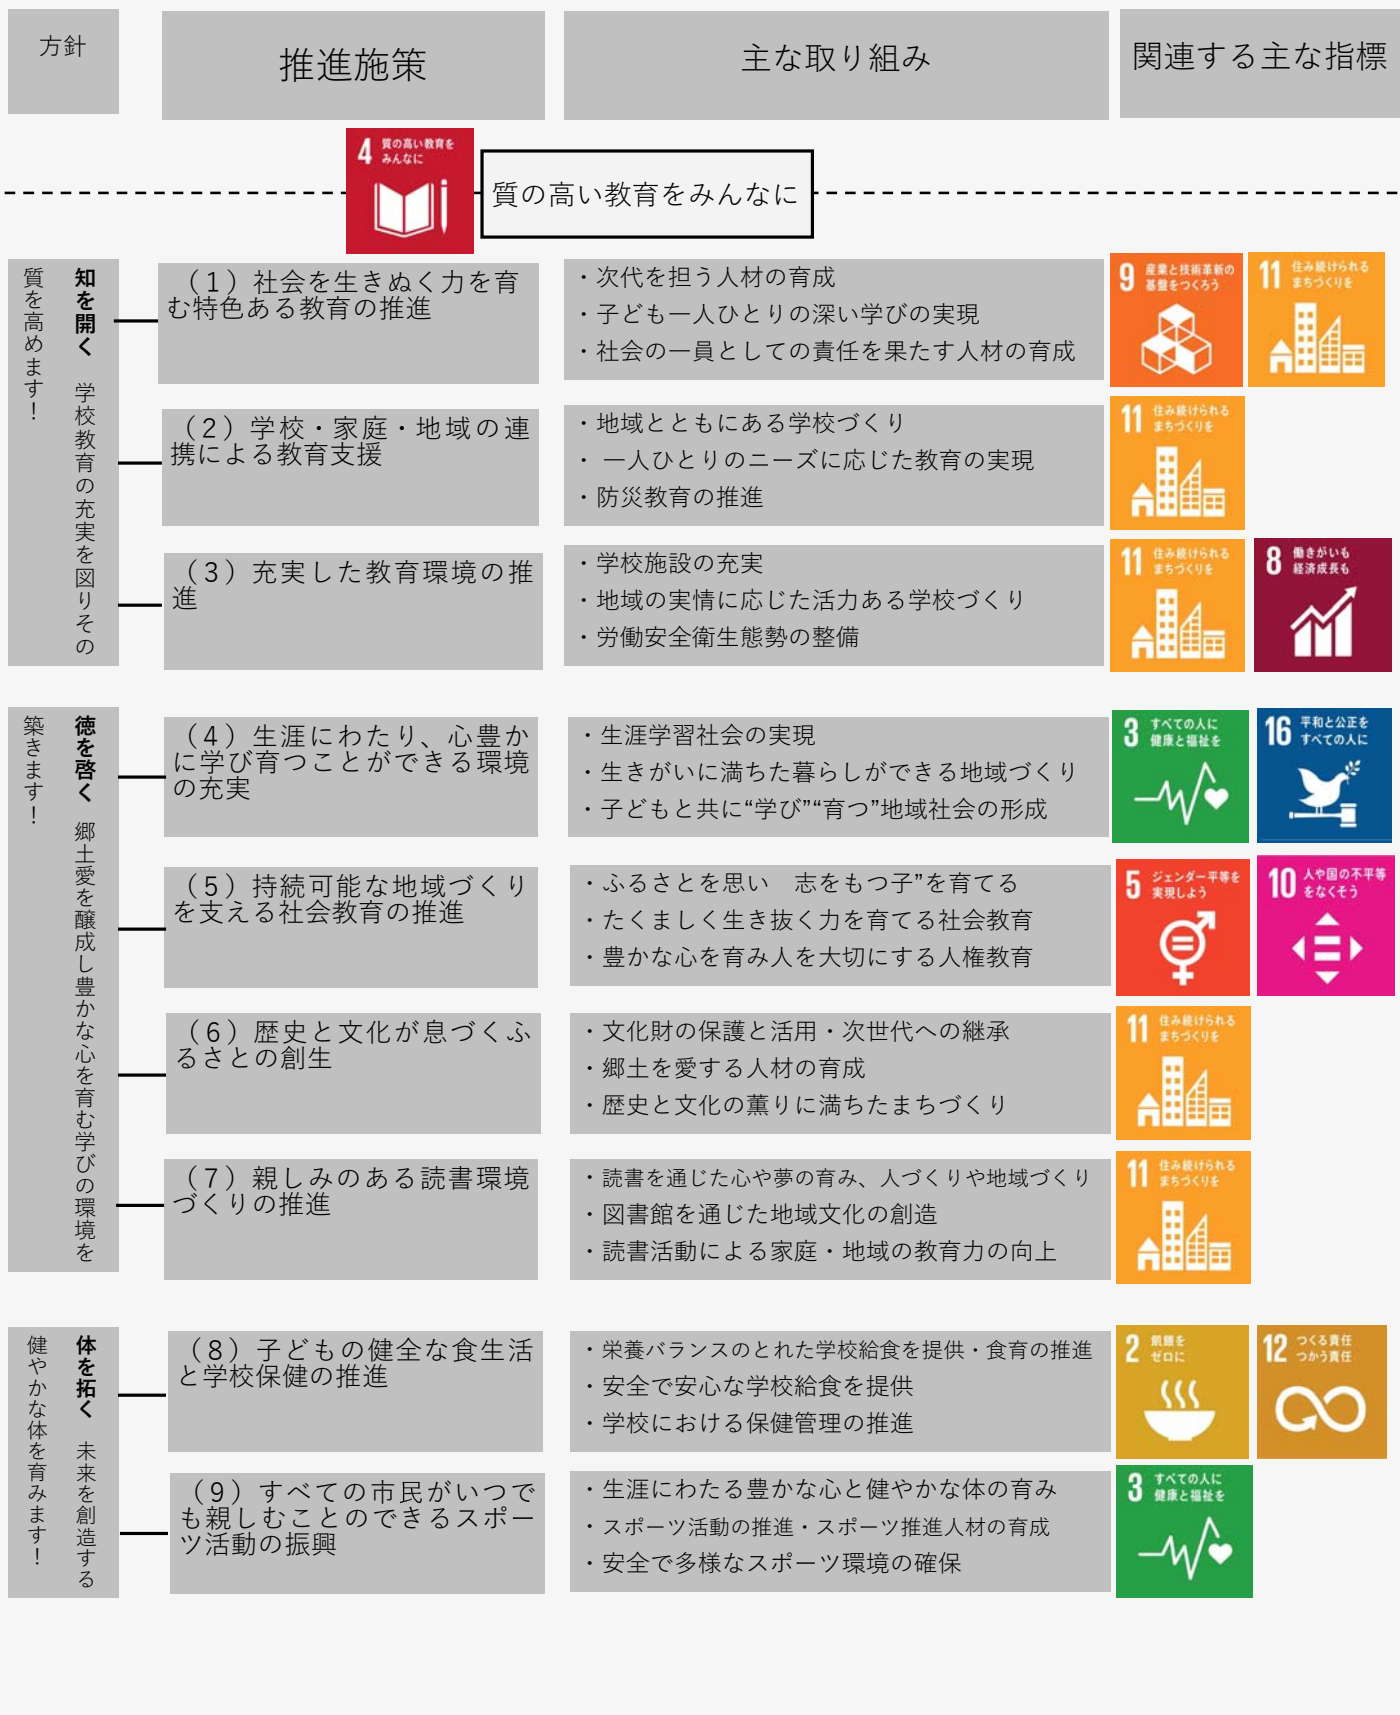 方針
推進施策
主な取り組み
関連する主な指標
4 質の高い教育を
みんなに
質の高い教育をみんなに
知を開く 学校教育の充実を図りその
質を高めます!
(1)社会を生きぬく力を育
む特色ある教育の推進
・次代を担う人材の育成
・子ども一人ひとりの深い学びの実現
・社会の一員としての責任を果たす人材の育成
9 産業と技術革新の
基盤をつくろう
11 住み続けられる
まちづくりを
(2)学校・家庭・地域の連
携による教育支援
・地域とともにある学校づくり
・ 一人ひとりのニーズに応じた教育の実現
・防災教育の推進
11 住み続けられる
まちづくりを
(3)充実した教育環境の推
進
・学校施設の充実
・地域の実情に応じた活力ある学校づくり
・労働安全衛生態勢の整備
11 住み続けられる
まちづくりを
8 働きがいも
経済成長も
徳を啓く 郷土愛を醸成し豊かな心を育む学びの環境を
築きます!
(4)生涯にわたり、心豊か
に学び育つことができる環境
の充実
・生涯学習社会の実現
・生きがいに満ちた暮らしができる地域づくり
・子どもと共に“学び”“育つ”地域社会の形成
3 すべての人に
健康と福祉を
16 平和と公正を
すべての人に
(5)持続可能な地域づくり
を支える社会教育の推進
・ふるさとを思い 志をもつ子”を育てる
・たくましく生き抜く力を育てる社会教育
・豊かな心を育み人を大切にする人権教育
5 ジェンダー平等を
実現しよう
10 人や国の不平等
をなくそう
(6)歴史と文化が息づくふ
るさとの創生
・文化財の保護と活用・次世代への継承
・郷土を愛する人材の育成
・歴史と文化の薫りに満ちたまちづくり
11 住み続けられる
まちづくりを
(7)親しみのある読書環境
づくりの推進
・読書を通じた心や夢の育み、人づくりや地域づくり
・図書館を通じた地域文化の創造
・読書活動による家庭・地域の教育力の向上
11 住み続けられる
まちづくりを
体を拓く 未来を創造する
健やかな体を育みます!
(8)子どもの健全な食生活
と学校保健の推進
・栄養バランスのとれた学校給食を提供・食育の推進
・安全で安心な学校給食を提供
・学校における保健管理の推進
2 飢餓を
ゼロに
12 つくる責任
つかう責任
(9)すべての市民がいつで
も親しむことのできるスポー
ツ活動の振興
・生涯にわたる豊かな心と健やかな体の育み
・スポーツ活動の推進・スポーツ推進人材の育成
・安全で多様なスポーツ環境の確保
3 すべての人に
健康と福祉を